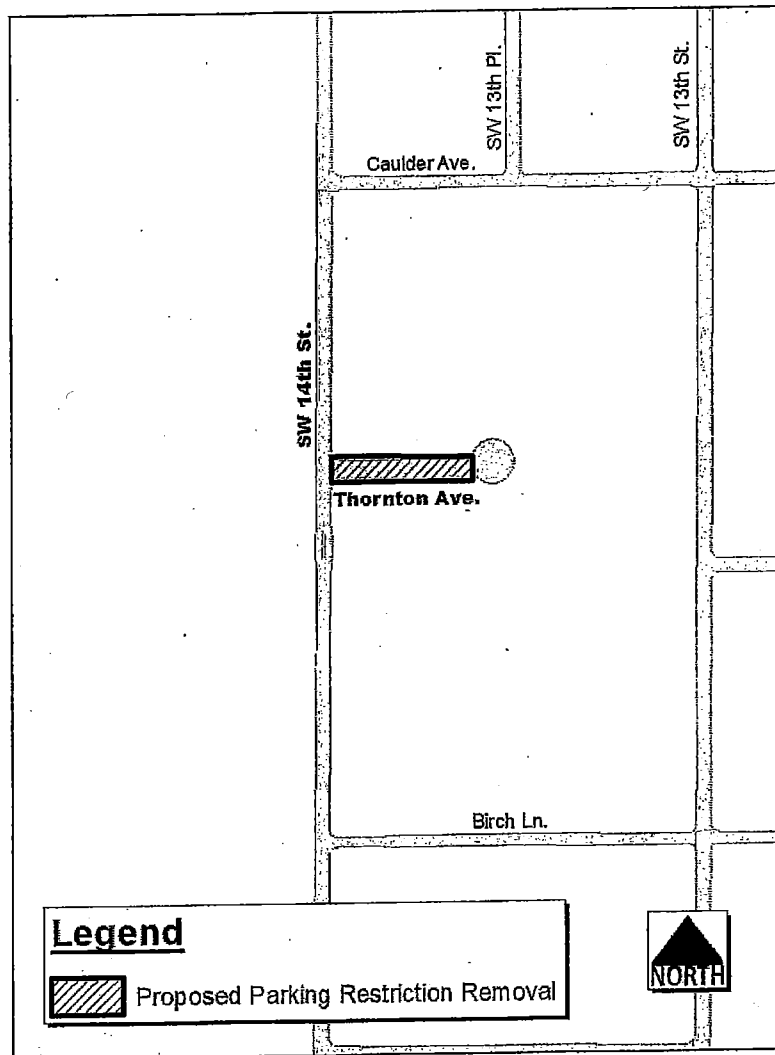 SW 13th Pl.
SW 13th St.
Caulder Ave.
SW 14th St.
Thornton Ave.
Birch Ln.
Legend
Proposed Parking Restriction Removal
NORTH